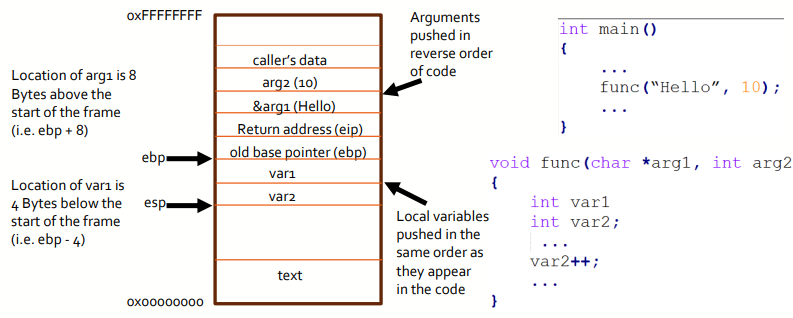 oxFFFFFFFF
caller's data
arg2 (10)
&arg1 (Hello)
Return address (eip)
old base pointer (ebp)
var1
var2
text
oxoooooooo
Location of arg1 is 8
Bytes above the
start of the frame
(i.e. ebp + 8)
ebp
Location of var1 is
4 Bytes below the
start of the frame
(i.e. ebp - 4)
esp
Arguments
pushed in
reverse order
of code
Local variables
pushed in the
same order as
they appear
in the code
int main()
{
...
func(“Hello”, 10);
...
}
void func(char *arg1, int arg2
{
int var1
int var2;
...
var2++;
...
}